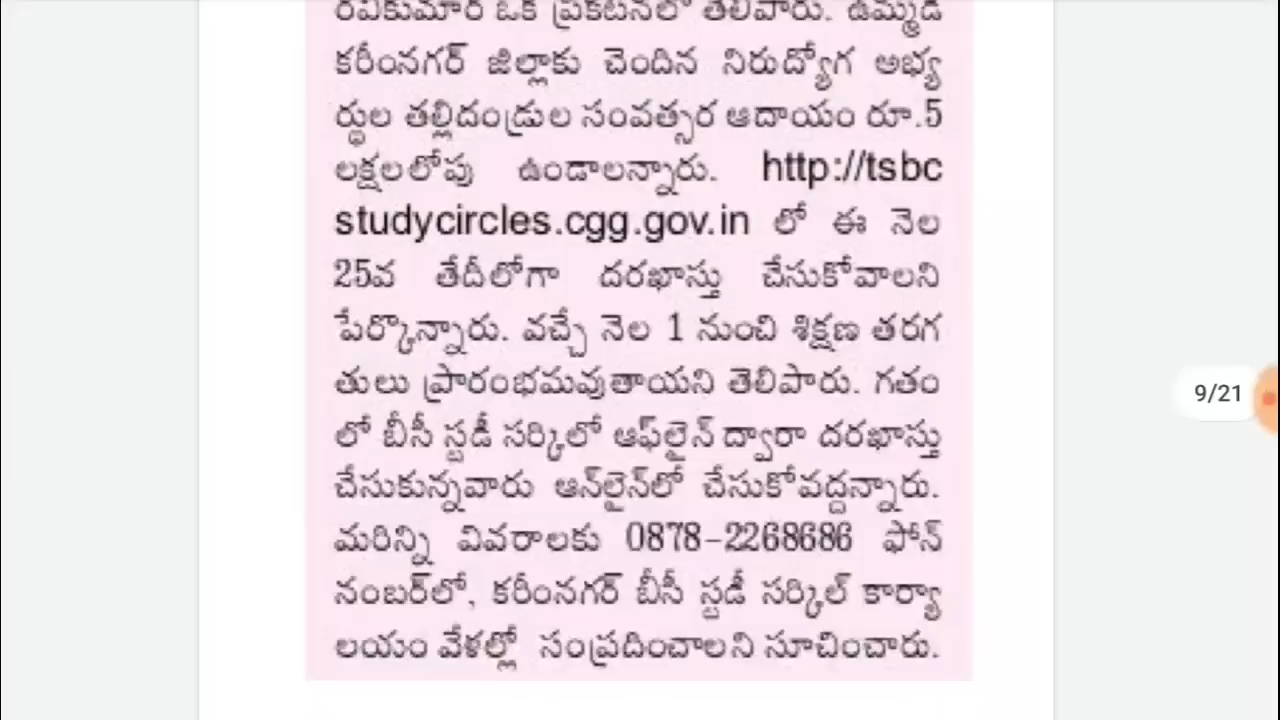 రవికుమార్ ఒక ప్రకటనలో తెలిపారు. ఉమ్మడి
కరీంనగర్ జిల్లాకు చెందిన నిరుద్యోగ అభ్య
ర్థుల తల్లిదండ్రుల సంవత్సర ఆదాయం రూ.5
లక్షలలోపు ఉండాలన్నారు. http://tsbc
studycircles.cgg.gov.in లో ఈ నెల
25వ తేదీలోగా దరఖాస్తు చేసుకోవాలని
పేర్కొన్నారు. వచ్చే నెల 1 నుంచి శిక్షణ తరగ
తులు ప్రారంభమవుతాయని తెలిపారు. గతం
లో బీసీ స్టడీ సర్కిలో ఆఫ్‌లైన్ ద్వారా దరఖాస్తు
చేసుకున్నవారు ఆన్‌లైన్‌లో చేసుకోవద్దన్నారు.
మరిన్ని వివరాలకు 0878-2268686 ఫోన్
నంబర్‌లో, కరీంనగర్ బీసీ స్టడీ సర్కిల్ కార్యా
లయం వేళల్లో సంప్రదించాలని సూచించారు.
9/21